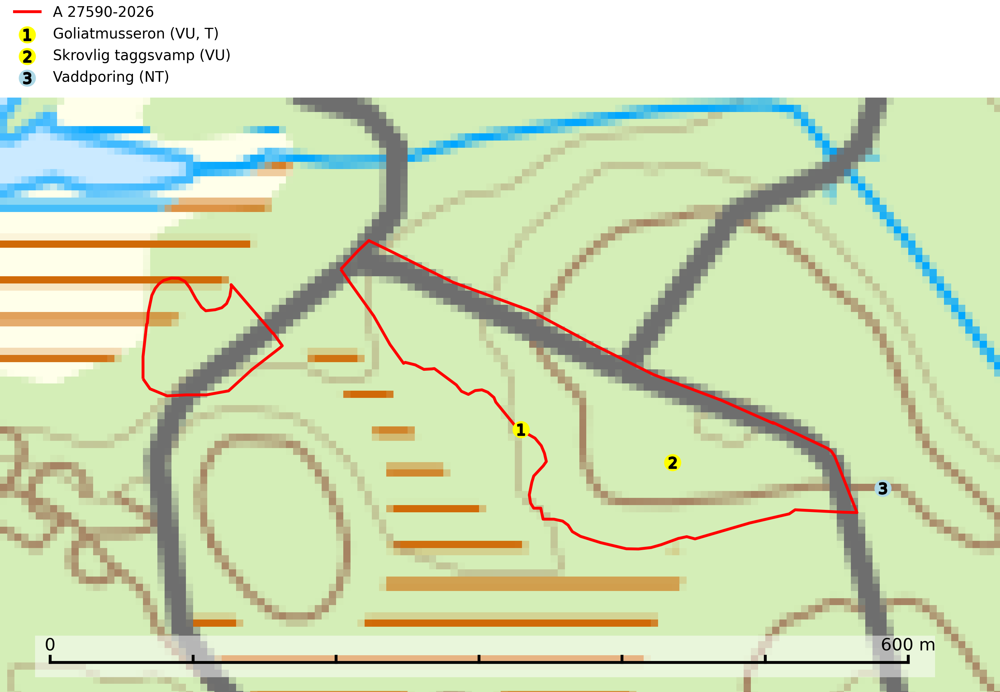 A 27590-2026
1 Goliatmusseron (VU, T)
2 Skrovlig taggsvamp (VU)
3 Vaddporing (NT)
1
2
3
0 600 m